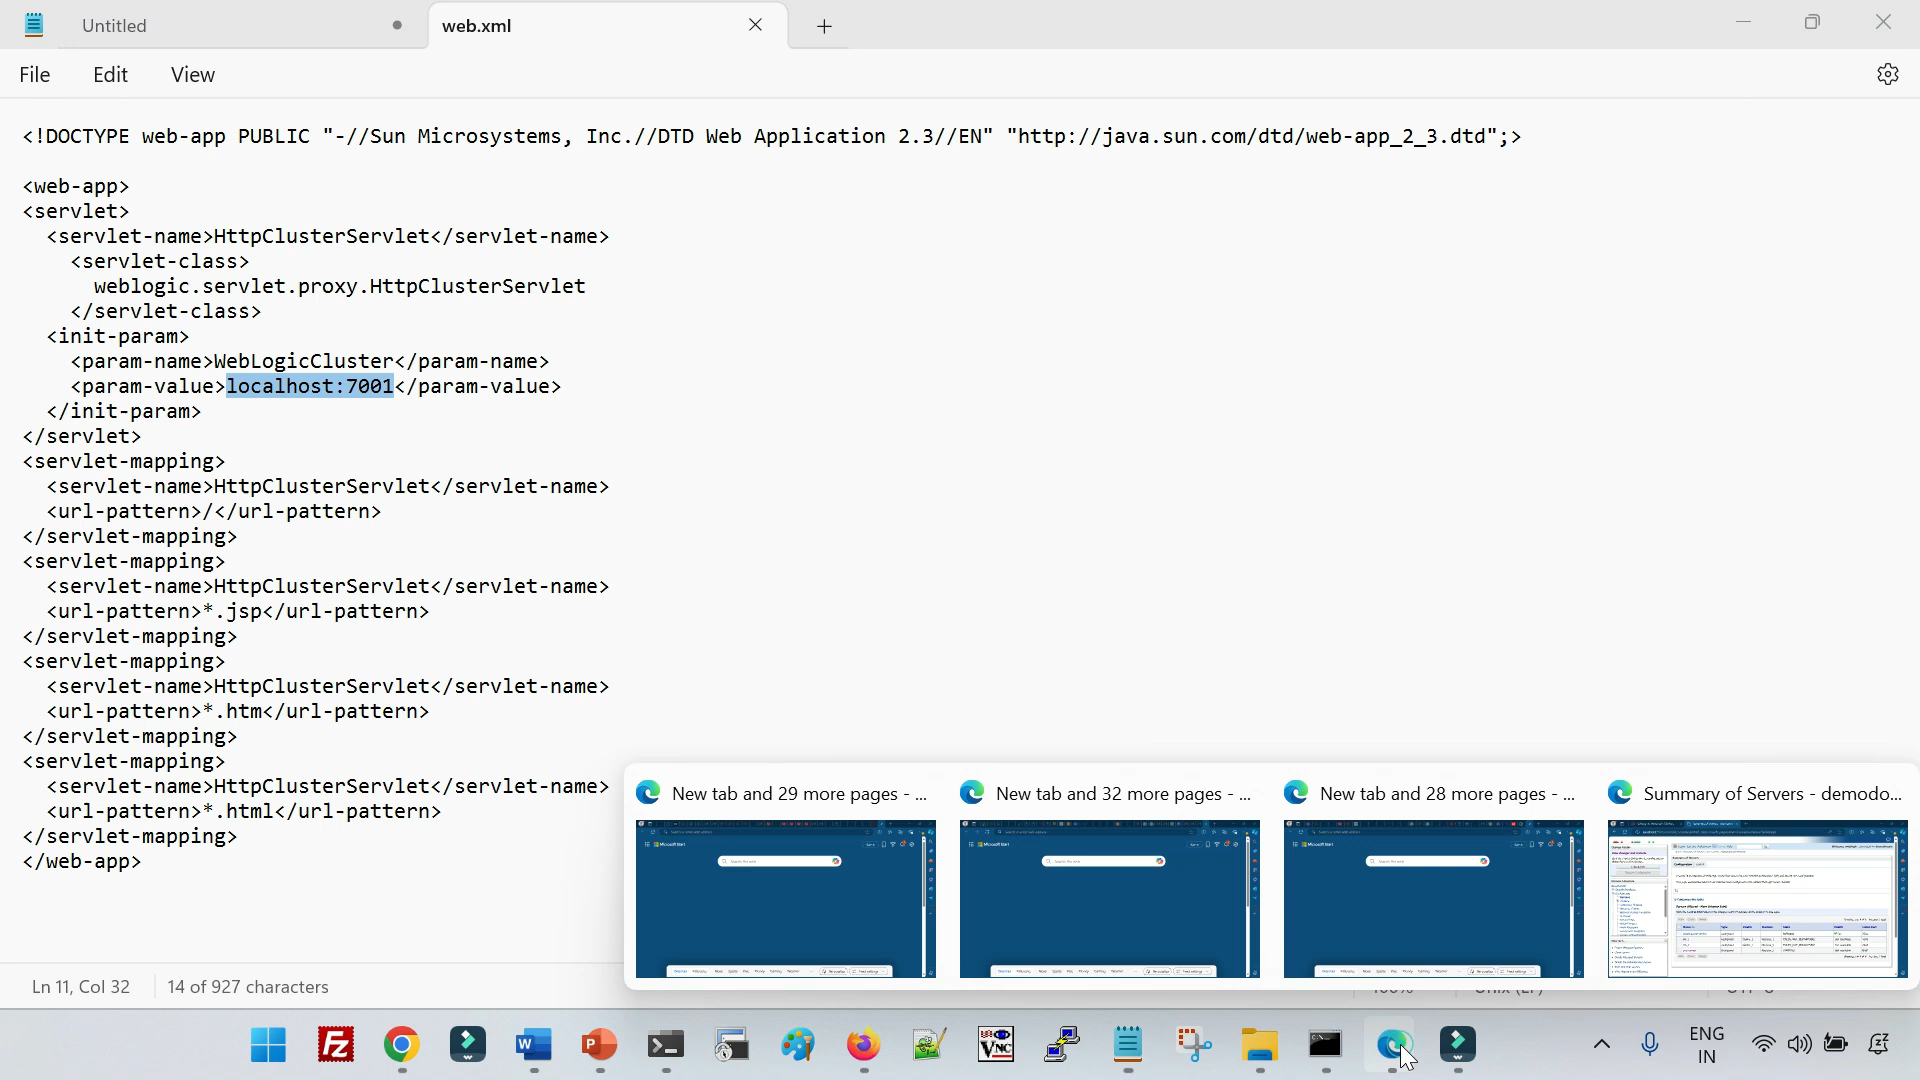 Untitled
web.xml
File Edit View
<!DOCTYPE web-app PUBLIC "-//Sun Microsystems, Inc.//DTD Web Application 2.3//EN" "http://java.sun.com/dtd/web-app_2_3.dtd";>
<web-app>
<servlet>
<servlet-name>HttpClusterServlet</servlet-name>
<servlet-class>
weblogic.servlet.proxy.HttpClusterServlet
</servlet-class>
<init-param>
<param-name>WebLogicCluster</param-name>
<param-value>localhost:7001</param-value>
</init-param>
</servlet>
<servlet-mapping>
<servlet-name>HttpClusterServlet</servlet-name>
<url-pattern>/</url-pattern>
</servlet-mapping>
<servlet-mapping>
<servlet-name>HttpClusterServlet</servlet-name>
<url-pattern>*.jsp</url-pattern>
</servlet-mapping>
<servlet-mapping>
<servlet-name>HttpClusterServlet</servlet-name>
<url-pattern>*.htm</url-pattern>
</servlet-mapping>
<servlet-mapping>
<servlet-name>HttpClusterServlet</servlet-name>
<url-pattern>*.html</url-pattern>
</servlet-mapping>
</web-app>
New tab and 29 more pages - ...
New tab and 32 more pages - ...
New tab and 28 more pages - ...
Summary of Servers - demodo...
Ln 11, Col 32
14 of 927 characters
ENG
IN